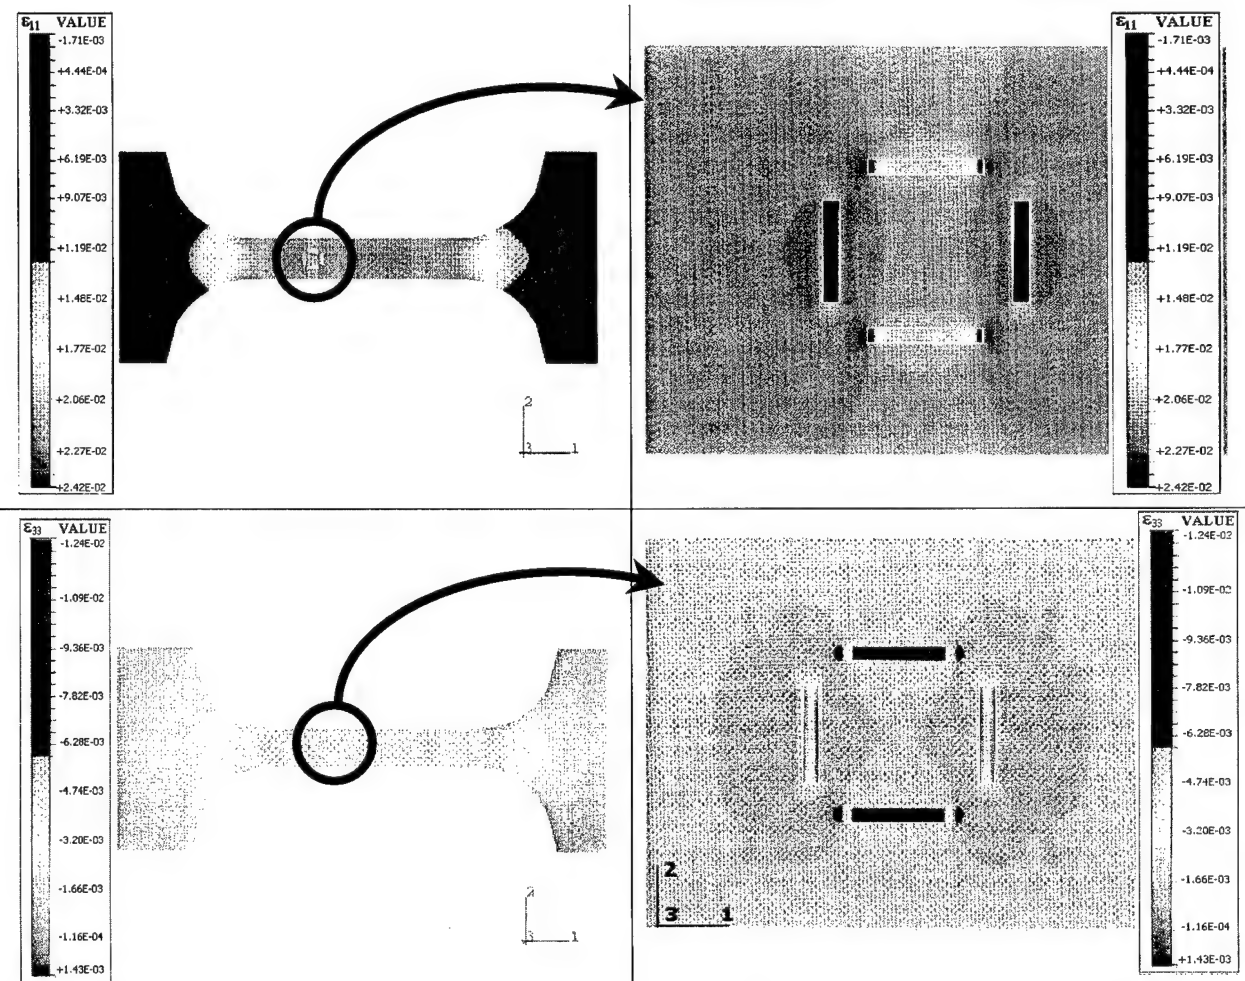 ε11 VALUE
-1.71E-03
+4.44E-04
+3.32E-03
+6.19E-03
+9.07E-03
+1.19E-02
+1.48E-02
+1.77E-02
+2.06E-02
+2.27E-02
+2.42E-02
2
3 1
ε11 VALUE
-1.71E-03
+4.44E-04
+3.32E-03
+6.19E-03
+9.07E-03
+1.19E-02
+1.48E-02
+1.77E-02
+2.06E-02
+2.27E-02
+2.42E-02
ε33 VALUE
-1.24E-02
-1.09E-02
-9.36E-03
-7.82E-03
-6.28E-03
-4.74E-03
-3.20E-03
-1.66E-03
-1.16E-04
+1.43E-03
2
3 1
2
3 1
ε33 VALUE
-1.24E-02
-1.09E-02
-9.36E-03
-7.82E-03
-6.28E-03
-4.74E-03
-3.20E-03
-1.66E-03
-1.16E-04
+1.43E-03